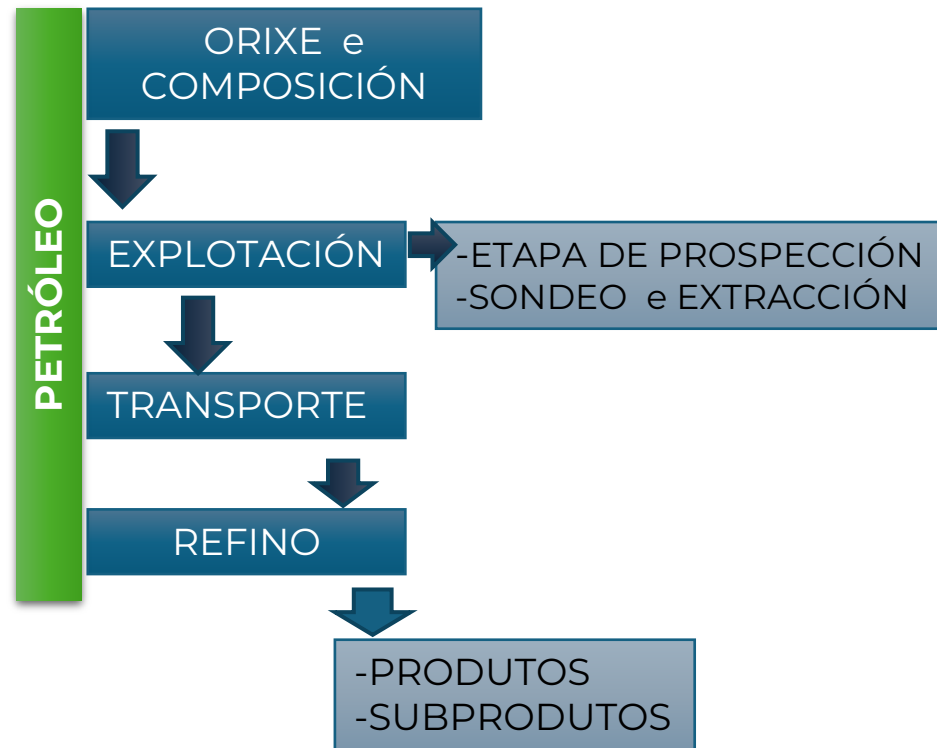 PETRÓLEO
ORIXE e
COMPOSICIÓN
EXPLOTACIÓN
-ETAPA DE PROSPECCIÓN
-SONDEO e EXTRACCIÓN
TRANSPORTE
REFINO
-PRODUTOS
-SUBPRODUTOS